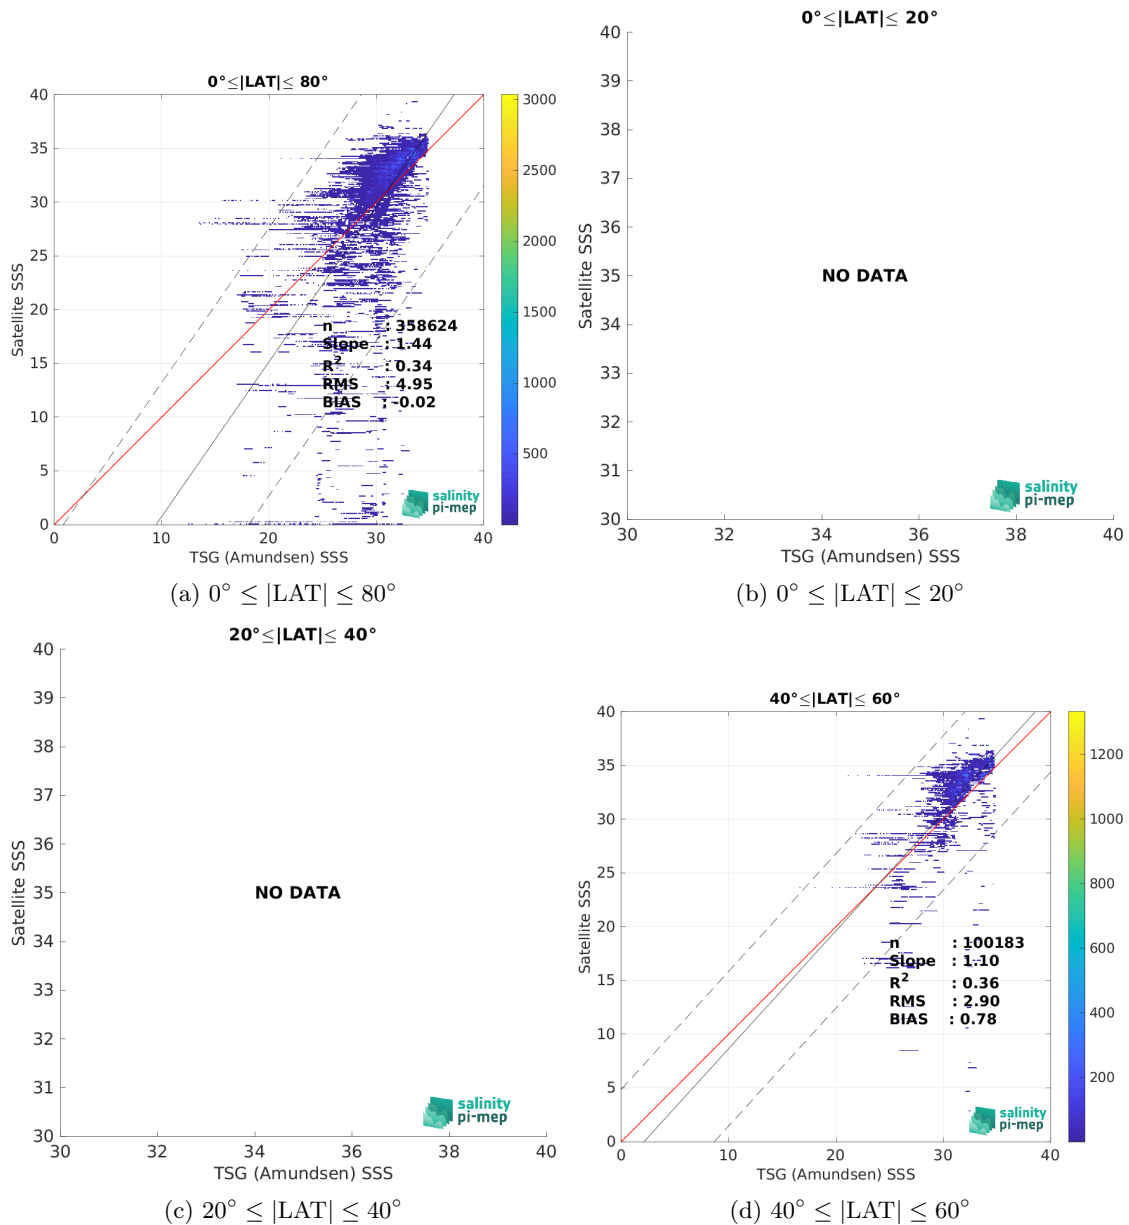 0°≤|LAT|≤ 80°
40
35
30
25
20
15
10
5
0
0
10
20
30
40
Satellite SSS
TSG (Amundsen) SSS
3000
2500
2000
1500
1000
500
n : 358624
Slope : 1.44
R² : 0.34
RMS : 4.95
BIAS : -0.02
salinity
pi-mep
(a) 0° ≤ |LAT| ≤ 80°
0°≤|LAT|≤ 20°
40
39
38
37
36
35
34
33
32
31
30
30
32
34
36
38
40
Satellite SSS
TSG (Amundsen) SSS
NO DATA
salinity
pi-mep
(b) 0° ≤ |LAT| ≤ 20°
20°≤|LAT|≤ 40°
40
39
38
37
36
35
34
33
32
31
30
30
32
34
36
38
40
Satellite SSS
TSG (Amundsen) SSS
NO DATA
salinity
pi-mep
(c) 20° ≤ |LAT| ≤ 40°
40°≤|LAT|≤ 60°
40
35
30
25
20
15
10
5
0
0
10
20
30
40
Satellite SSS
TSG (Amundsen) SSS
1200
1000
800
600
400
200
n : 100183
Slope : 1.10
R² : 0.36
RMS : 2.90
BIAS : 0.78
salinity
pi-mep
(d) 40° ≤ |LAT| ≤ 60°